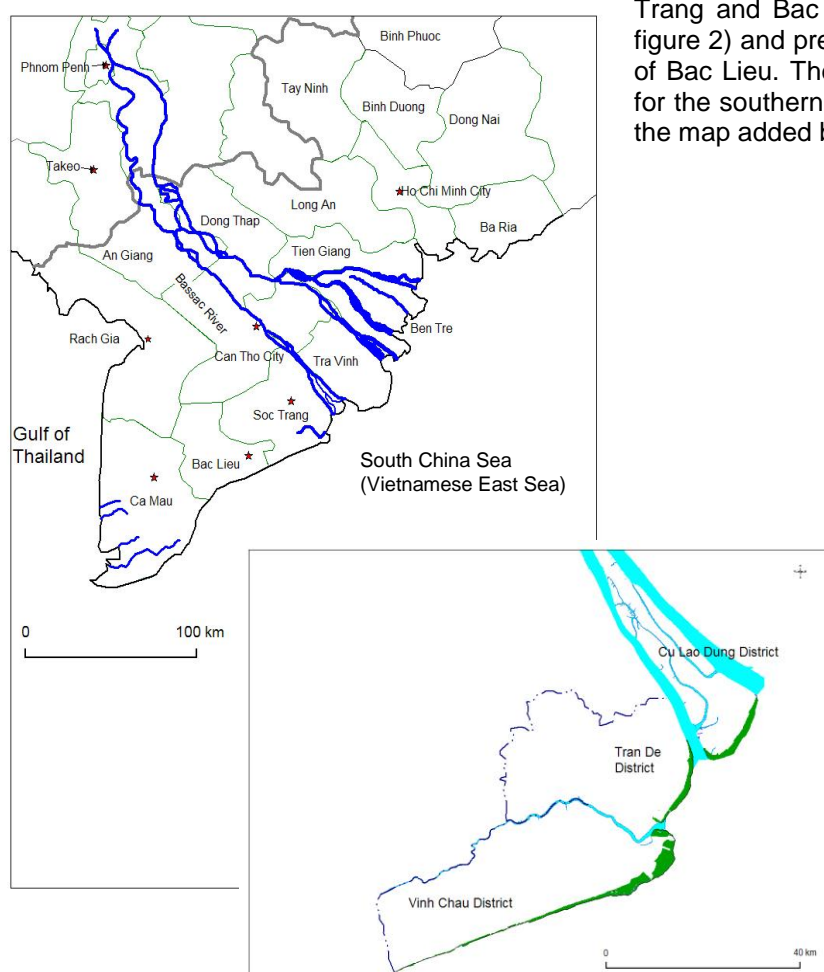 Trang and Bac
figure 2) and pre
of Bac Lieu. The
for the southern
the map added b
Binh Phuoc
Phnom Penh
Tay Ninh
Binh Duong
Dong Nai
Takeo
Ho Chi Minh City
Long An
Dong Thap
Ba Ria
An Giang
Tien Giang
Bassac River
Ben Tre
Rach Gia
Can Tho City
Tra Vinh
Soc Trang
Gulf of
Thailand
Bac Lieu
South China Sea
(Vietnamese East Sea)
Ca Mau
0 100 km
Cu Lao Dung District
Tran De
District
Vinh Chau District
0 40 km